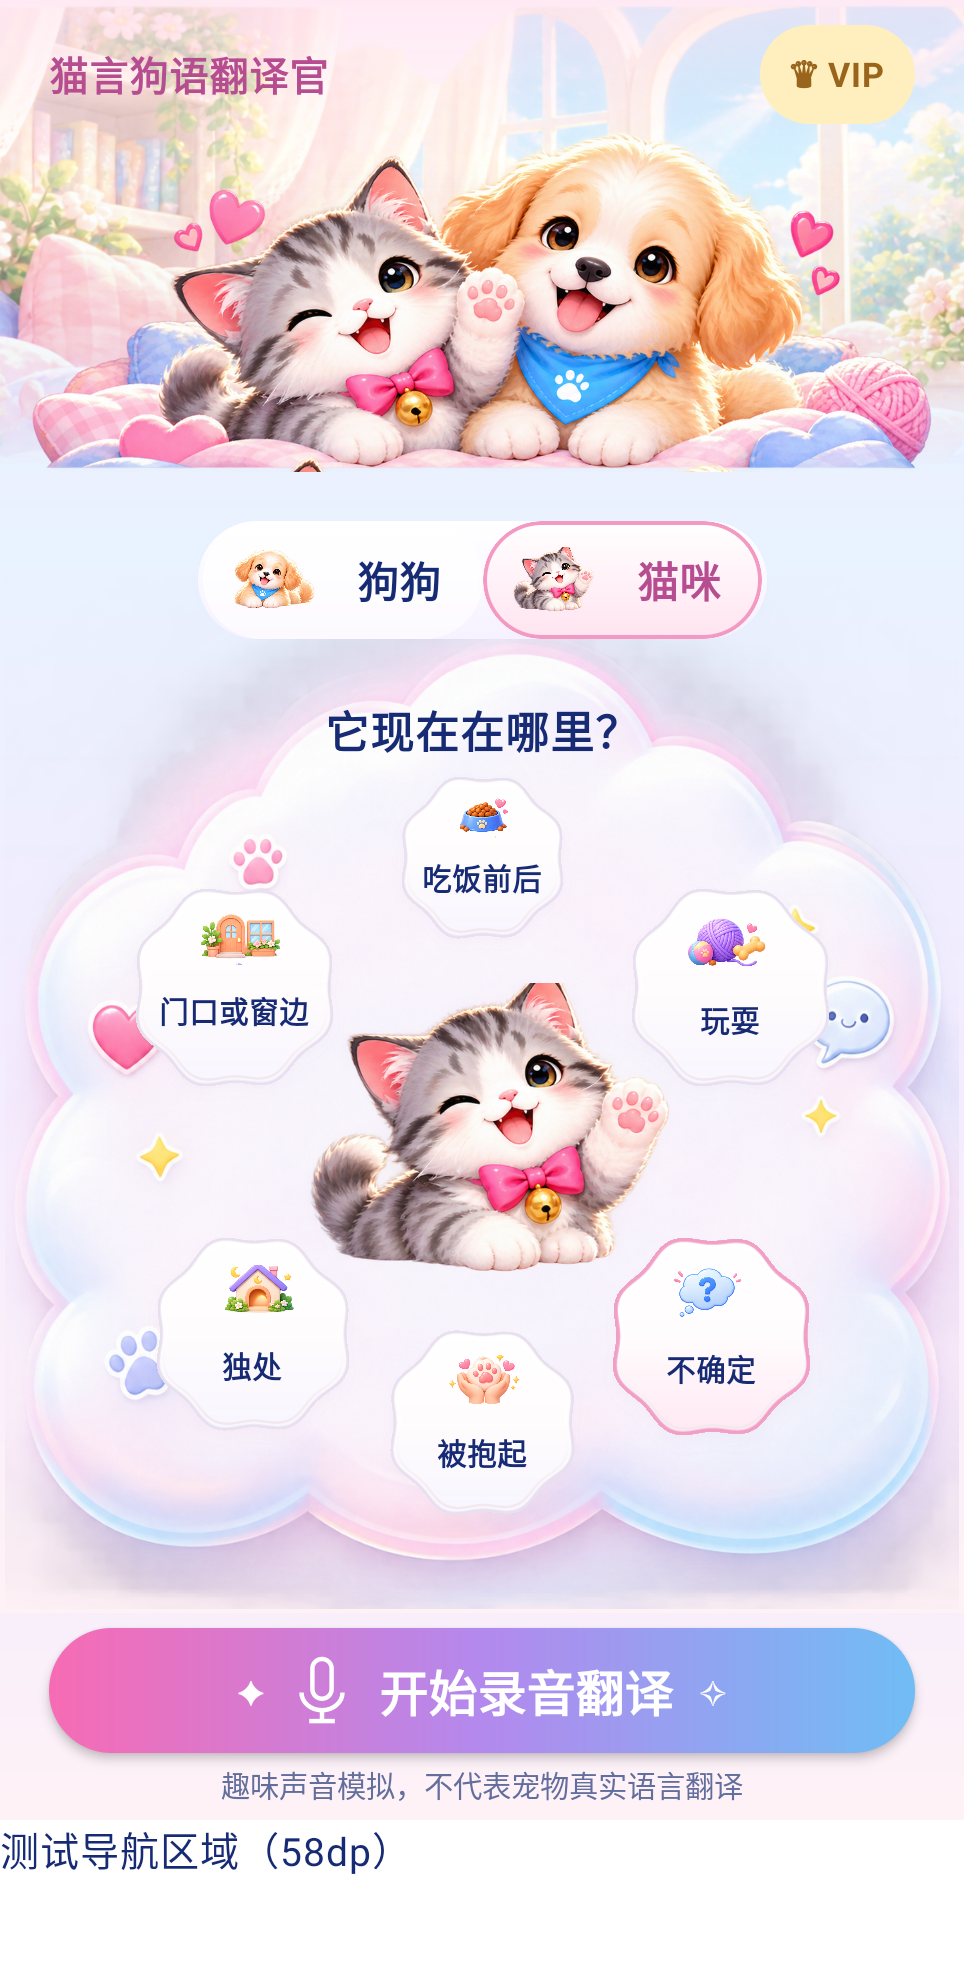 猫言狗语翻译官
VIP
狗狗
猫咪
它现在在哪里?
吃饭前后
门口或窗边
玩耍
独处
不确定
被抱起
开始录音翻译
趣味声音模拟，不代表宠物真实语言翻译
测试导航区域（58dp）